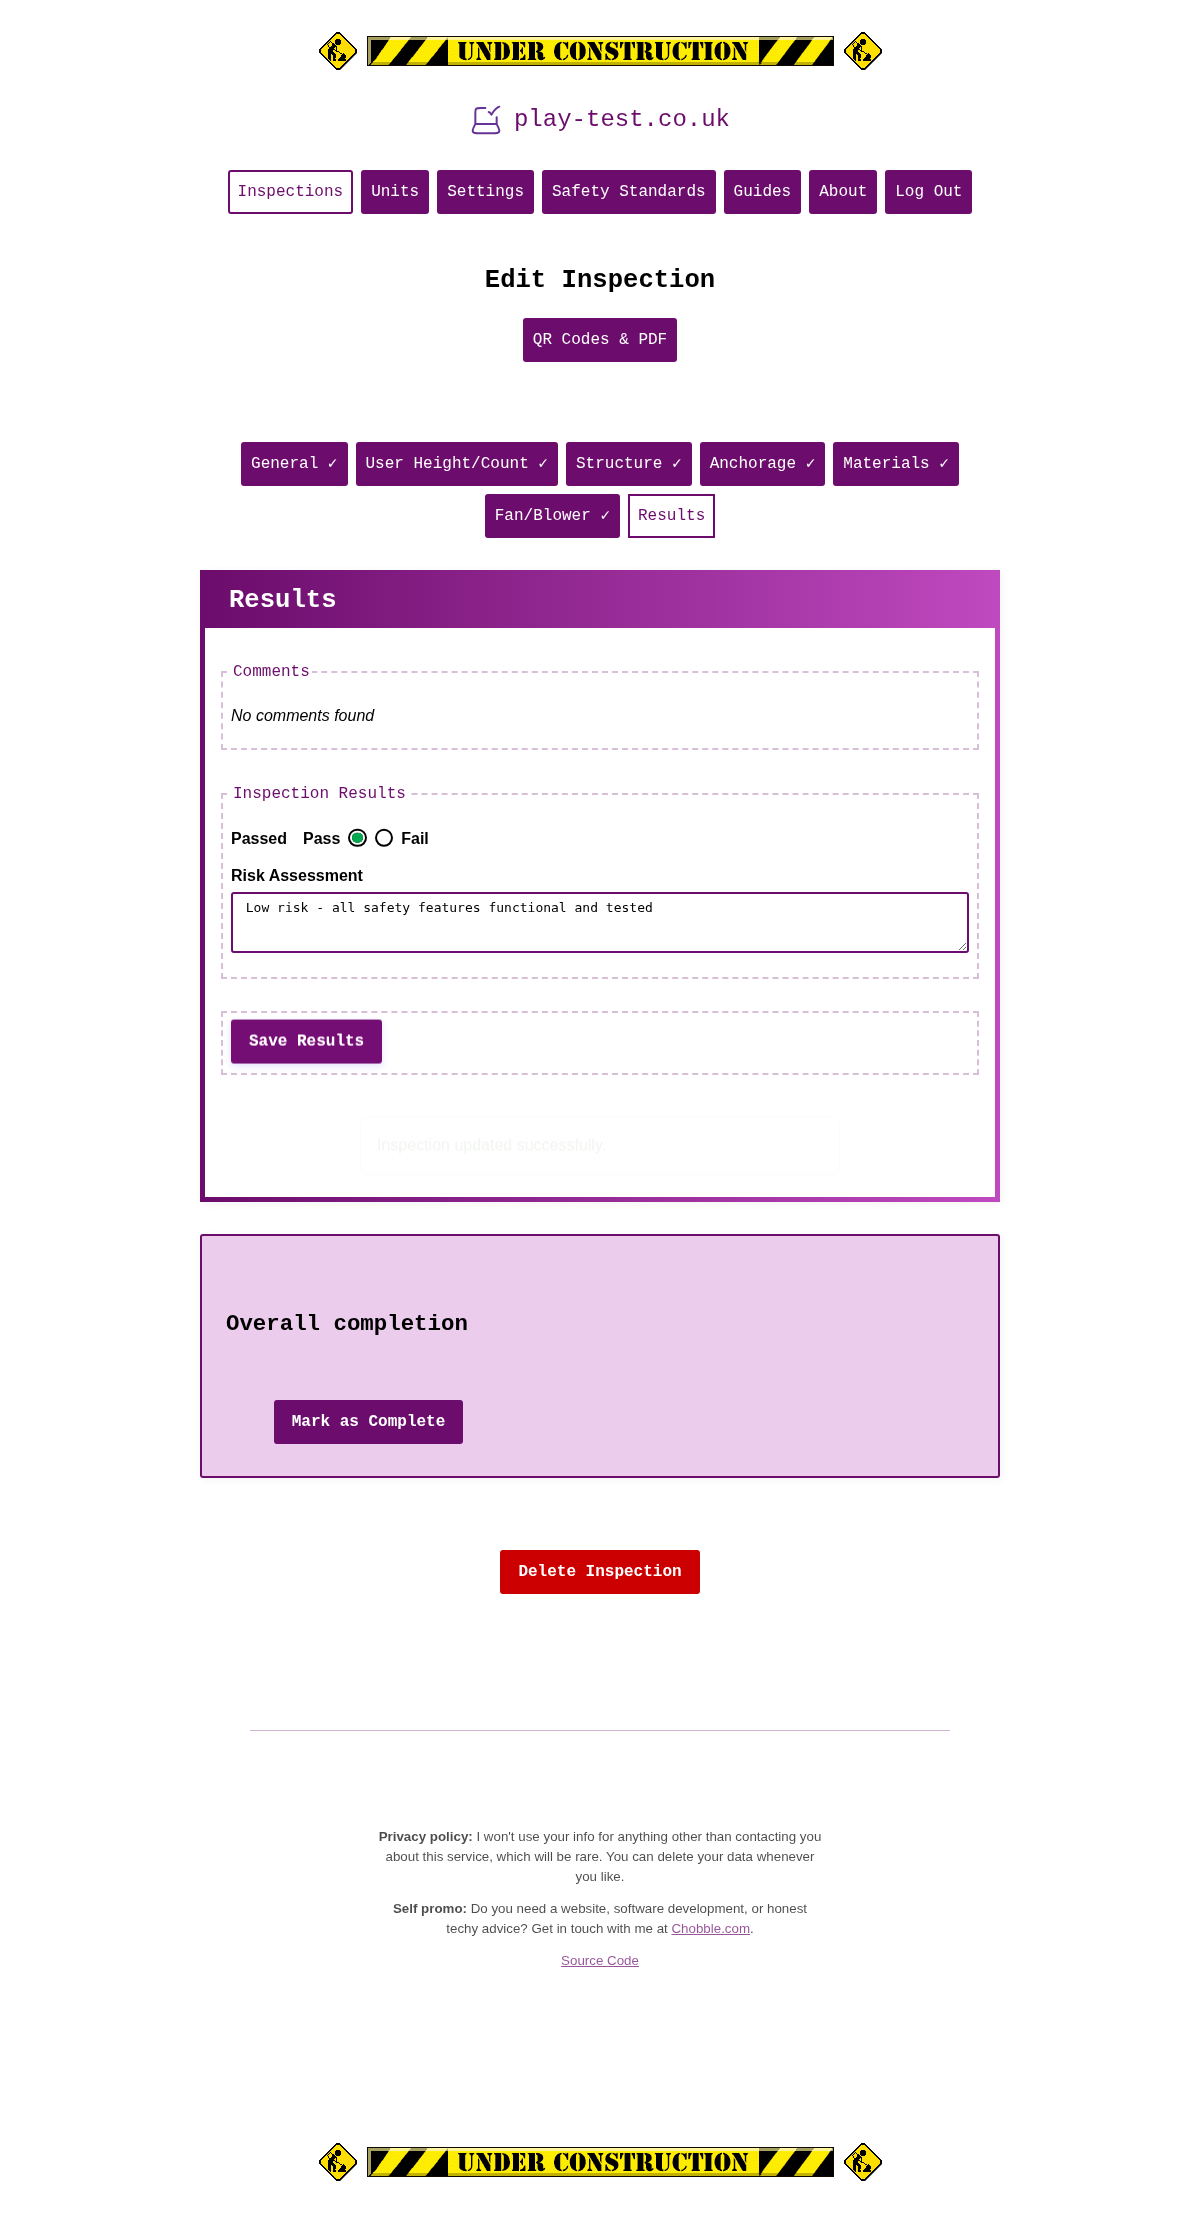 UNDER CONSTRUCTION
play-test.co.uk
Inspections Units Settings Safety Standards Guides About Log Out
Edit Inspection
QR Codes & PDF
General ✓ User Height/Count ✓ Structure ✓ Anchorage ✓ Materials ✓
Fan/Blower ✓ Results
Results
Comments
No comments found
Inspection Results
Passed Pass Fail
Risk Assessment
Low risk - all safety features functional and tested
Save Results
Inspection updated successfully.
Overall completion
Mark as Complete
Delete Inspection
Privacy policy: I won't use your info for anything other than contacting you
about this service, which will be rare. You can delete your data whenever
you like.
Self promo: Do you need a website, software development, or honest
techy advice? Get in touch with me at Chobble.com.
Source Code
UNDER CONSTRUCTION